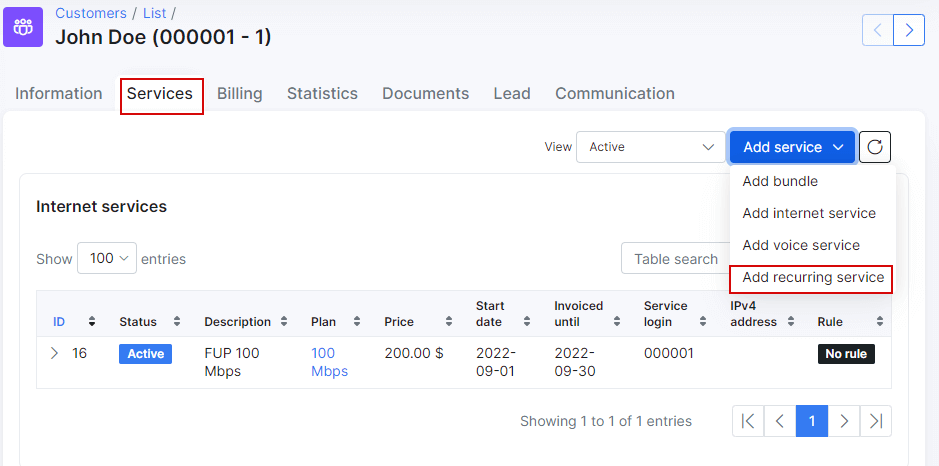 Customers / List /
John Doe (000001 - 1)
Information Services Billing Statistics Documents Lead Communication
View Active Add service
Add bundle
Add internet service
Add voice service
Add recurring service
Internet services
Show 100 entries
Table search
ID Status Description Plan Price Start date Invoiced until Service login IPv4 address Rule
16 Active FUP 100 Mbps 100 Mbps 200.00 $ 2022-09-01 2022-09-30 000001 No rule
Showing 1 to 1 of 1 entries
1